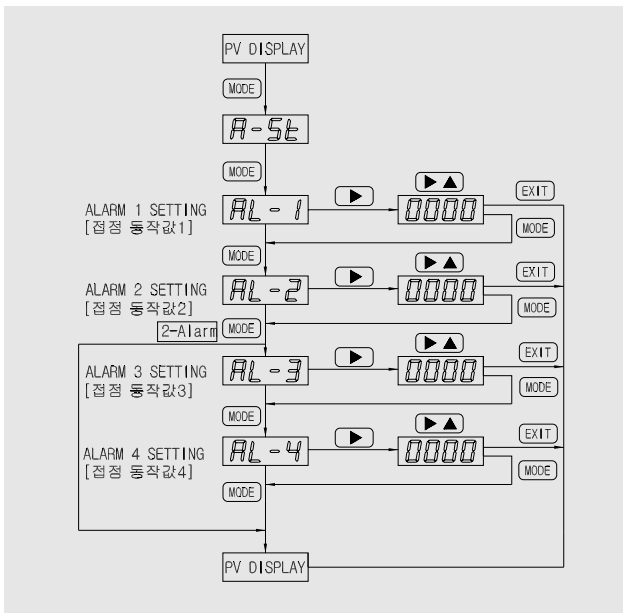 PV DISPLAY
MODE
A-St
MODE
ALARM 1 SETTING
[접점 동작값1]
AL-1
▶
▶▲
0000
EXIT
MODE
MODE
ALARM 2 SETTING
[접점 동작값2]
AL-2
▶
▶▲
0000
EXIT
MODE
2-Alarm
MODE
ALARM 3 SETTING
[접점 동작값3]
AL-3
▶
▶▲
0000
EXIT
MODE
MODE
ALARM 4 SETTING
[접점 동작값4]
AL-4
▶
▶▲
0000
EXIT
MODE
MODE
PV DISPLAY